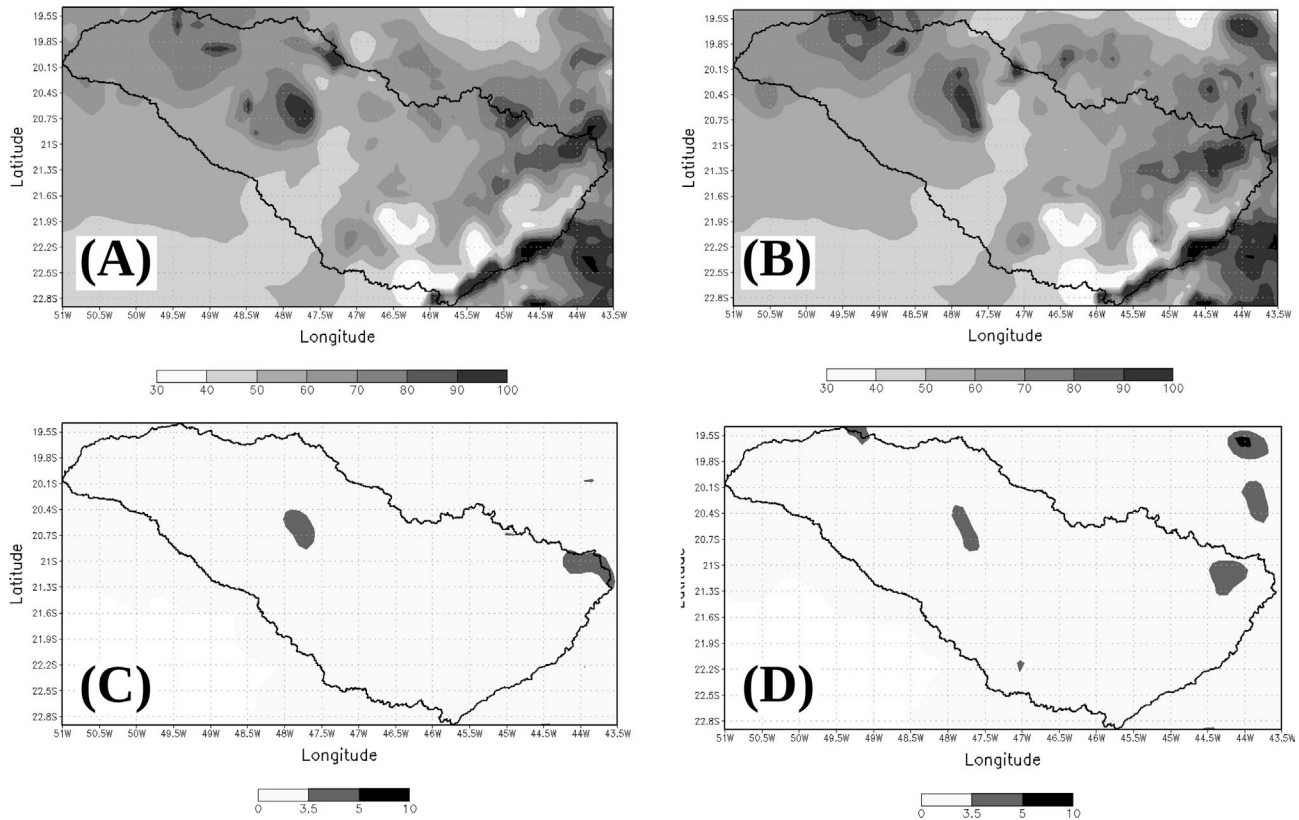 19.5S
19.8S
20.1S
20.4S
20.7S
21S
21.3S
21.6S
21.9S
22.2S
22.5S
22.8S
Latitude
(A)
51W 50.5W 50W 49.5W 49W 48.5W 48W 47.5W 47W 46.5W 46W 45.5W 45W 44.5W 44W 43.5W
Longitude
30 40 50 60 70 80 90 100
19.5S
19.8S
20.1S
20.4S
20.7S
21S
21.3S
21.6S
21.9S
22.2S
22.5S
22.8S
Latitude
(B)
51W 50.5W 50W 49.5W 49W 48.5W 48W 47.5W 47W 46.5W 46W 45.5W 45W 44.5W 44W 43.5W
Longitude
30 40 50 60 70 80 90 100
19.5S
19.8S
20.1S
20.4S
20.7S
21S
21.3S
21.6S
21.9S
22.2S
22.5S
22.8S
Latitude
(C)
51W 50.5W 50W 49.5W 49W 48.5W 48W 47.5W 47W 46.5W 46W 45.5W 45W 44.5W 44W 43.5W
Longitude
0 3.5 5 10
19.5S
19.8S
20.1S
20.4S
20.7S
21S
21.3S
21.6S
21.9S
22.2S
22.5S
22.8S
Latitude
(D)
51W 50.5W 50W 49.5W 49W 48.5W 48W 47.5W 47W 46.5W 46W 45.5W 45W 44.5W 44W 43.5W
Longitude
0 3.5 5 10